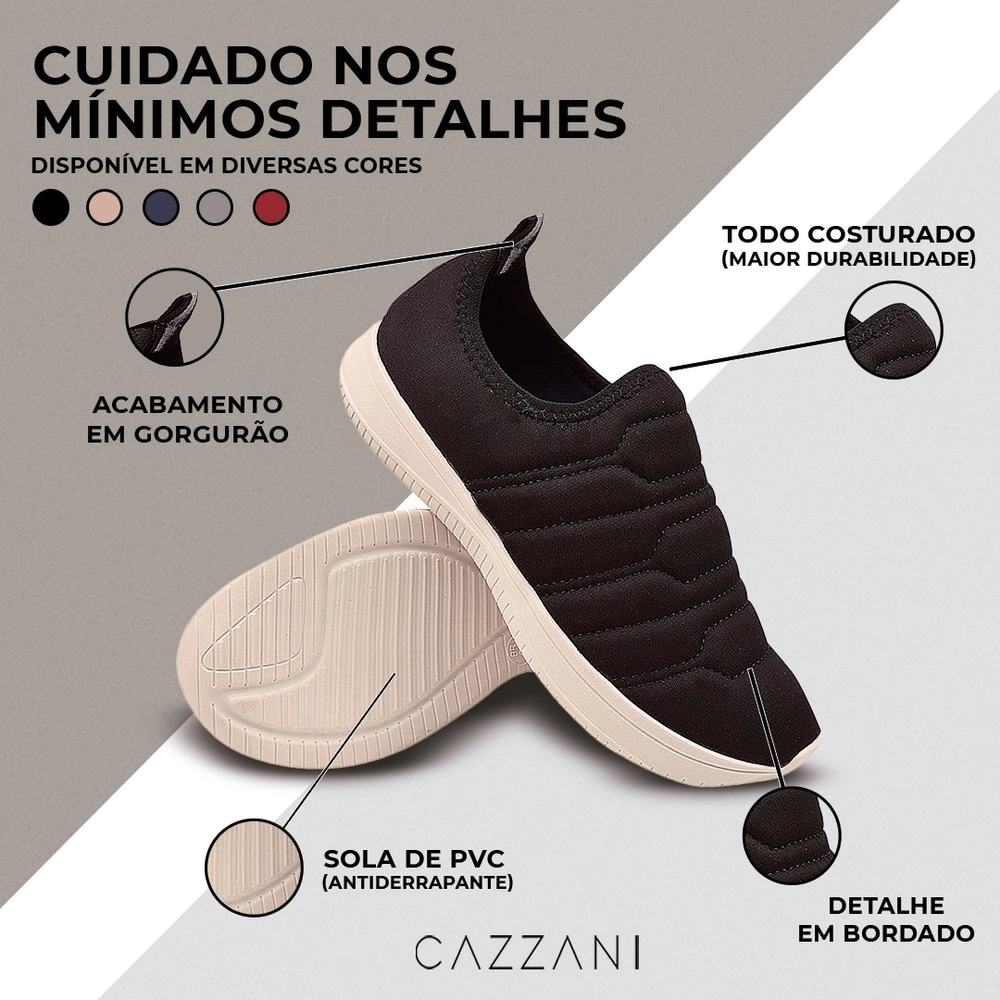 CUIDADO NOS
MÍNIMOS DETALHES
DISPONÍVEL EM DIVERSAS CORES
TODO COSTURADO
(MAIOR DURABILIDADE)
ACABAMENTO
EM GORGURÃO
SOLA DE PVC
(ANTIDERRAPANTE)
DETALHE
EM BORDADO
CAZZANI